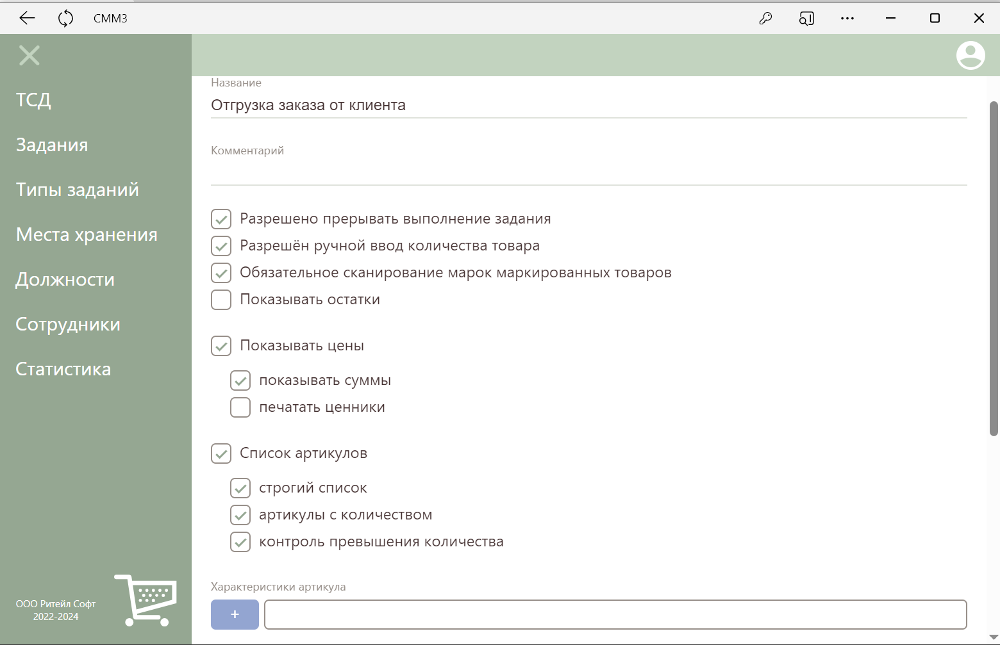 СММ3
ТСД
Задания
Типы заданий
Места хранения
Должности
Сотрудники
Статистика
ООО Ритейл Софт
2022-2024
Название
Отгрузка заказа от клиента
Комментарий
Разрешено прерывать выполнение задания
Разрешён ручной ввод количества товара
Обязательное сканирование марок маркированных товаров
Показывать остатки
Показывать цены
показывать суммы
печатать ценники
Список артикулов
строгий список
артикулы с количеством
контроль превышения количества
Характеристики артикула
+